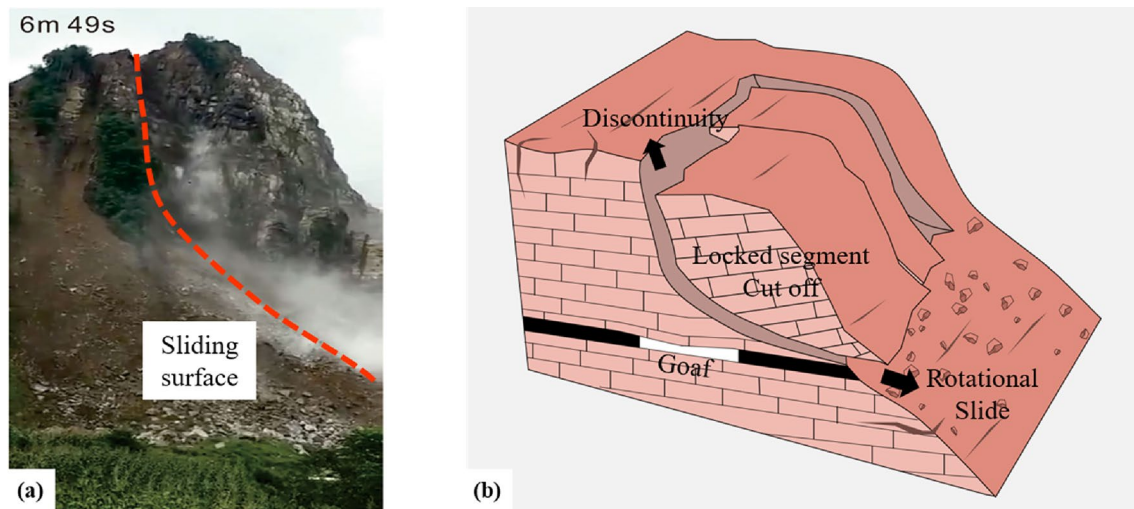 6m 49s
Sliding
surface
(a)
Discontinuity
Locked segment
Cut off
Goaf
Rotational
Slide
(b)